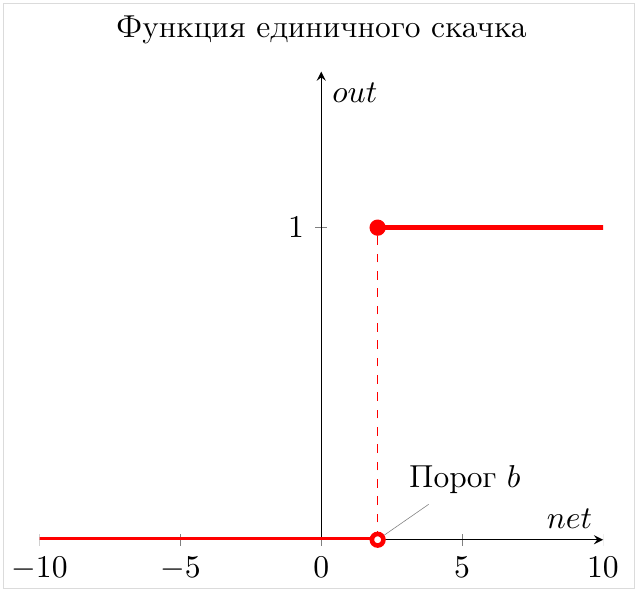 Функция единичного скачка
out
1
Порог b
net
−10 −5 0 5 10